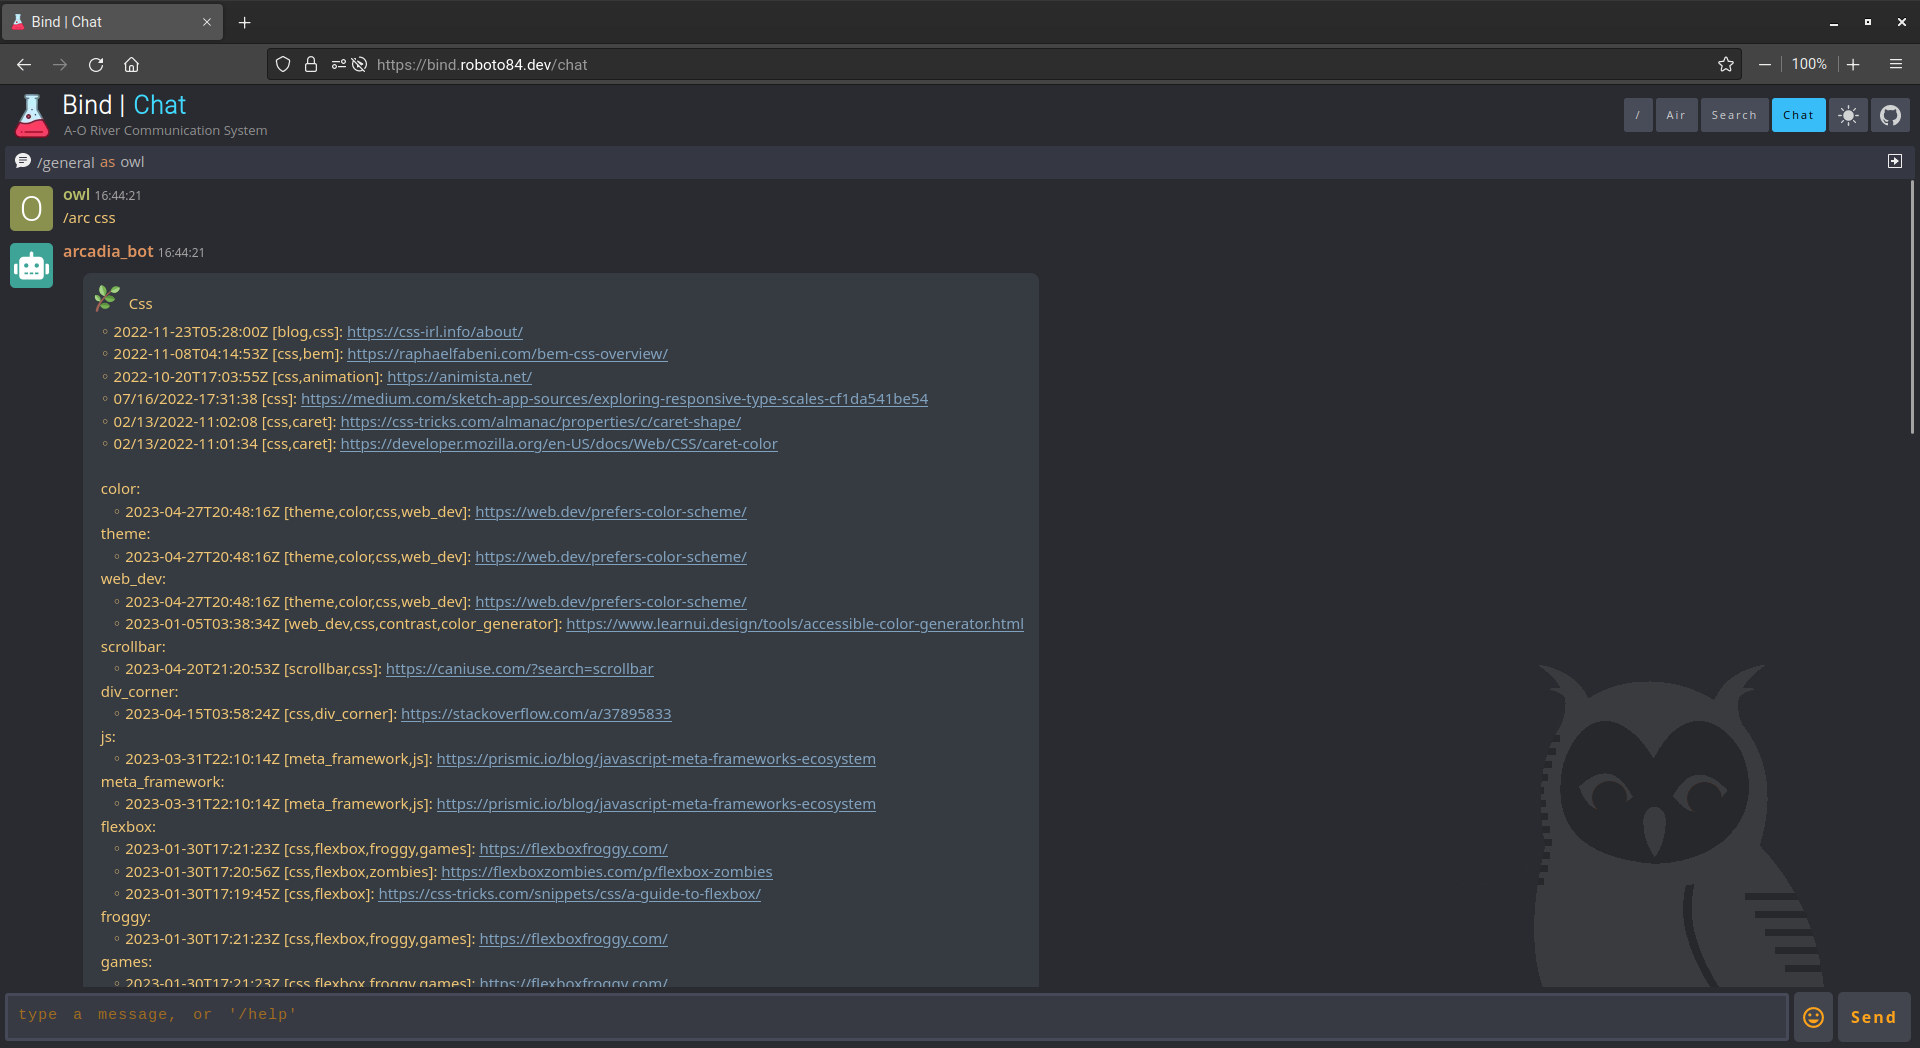 Bind | Chat
https://bind.roboto84.dev/chat
100%
Bind | Chat
A-O River Communication System
/
Air
Search
Chat
/general as owl
O
owl 16:44:21
/arc css
arcadia_bot 16:44:21
Css
◦ 2022-11-23T05:28:00Z [blog,css]: https://css-irl.info/about/
◦ 2022-11-08T04:14:53Z [css,bem]: https://raphaelfabeni.com/bem-css-overview/
◦ 2022-10-20T17:03:55Z [css,animation]: https://animista.net/
◦ 07/16/2022-17:31:38 [css]: https://medium.com/sketch-app-sources/exploring-responsive-type-scales-cf1da541be54
◦ 02/13/2022-11:02:08 [css,caret]: https://css-tricks.com/almanac/properties/c/caret-shape/
◦ 02/13/2022-11:01:34 [css,caret]: https://developer.mozilla.org/en-US/docs/Web/CSS/caret-color
color:
◦ 2023-04-27T20:48:16Z [theme,color,css,web_dev]: https://web.dev/prefers-color-scheme/
theme:
◦ 2023-04-27T20:48:16Z [theme,color,css,web_dev]: https://web.dev/prefers-color-scheme/
web_dev:
◦ 2023-04-27T20:48:16Z [theme,color,css,web_dev]: https://web.dev/prefers-color-scheme/
◦ 2023-01-05T03:38:34Z [web_dev,css,contrast,color_generator]: https://www.learnui.design/tools/accessible-color-generator.html
scrollbar:
◦ 2023-04-20T21:20:53Z [scrollbar,css]: https://caniuse.com/?search=scrollbar
div_corner:
◦ 2023-04-15T03:58:24Z [css,div_corner]: https://stackoverflow.com/a/37895833
js:
◦ 2023-03-31T22:10:14Z [meta_framework,js]: https://prismic.io/blog/javascript-meta-frameworks-ecosystem
meta_framework:
◦ 2023-03-31T22:10:14Z [meta_framework,js]: https://prismic.io/blog/javascript-meta-frameworks-ecosystem
flexbox:
◦ 2023-01-30T17:21:23Z [css,flexbox,froggy,games]: https://flexboxfroggy.com/
◦ 2023-01-30T17:20:56Z [css,flexbox,zombies]: https://flexboxzombies.com/p/flexbox-zombies
◦ 2023-01-30T17:19:45Z [css,flexbox]: https://css-tricks.com/snippets/css/a-guide-to-flexbox/
froggy:
◦ 2023-01-30T17:21:23Z [css,flexbox,froggy,games]: https://flexboxfroggy.com/
games:
◦ 2023-01-30T17:21:23Z [css,flexbox,froggy,games]: https://flexboxfroggy.com/
type a message, or '/help'
Send